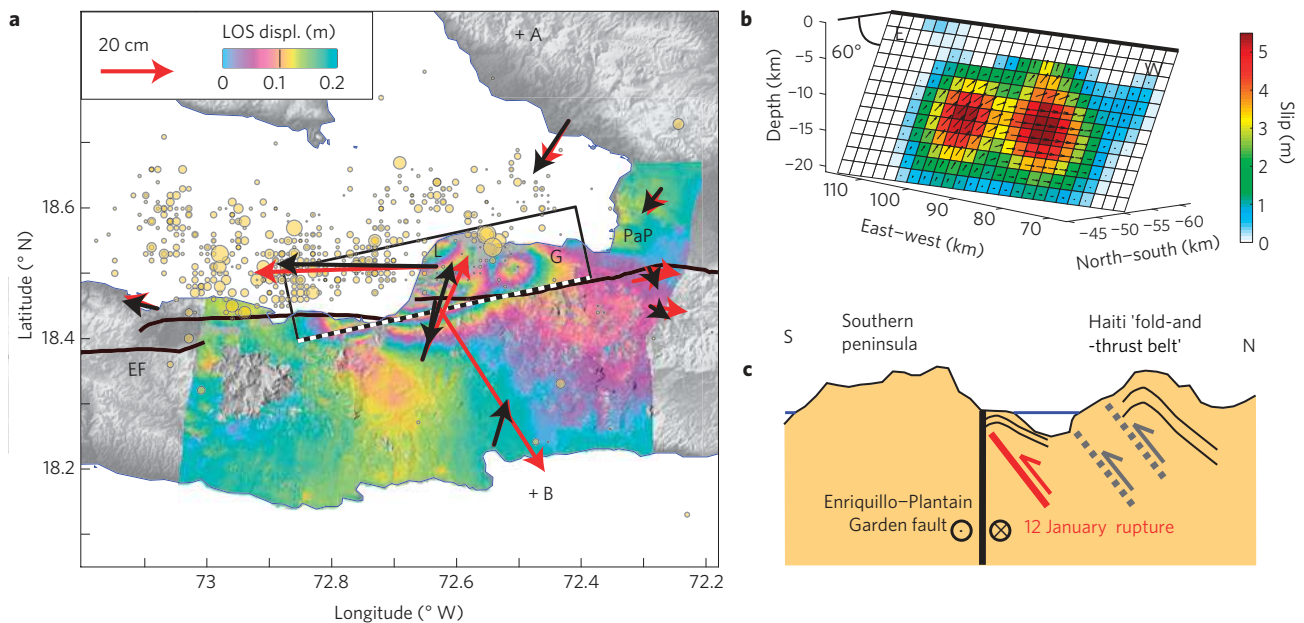 a
20 cm
LOS displ. (m)
0 0.1 0.2
+ A
18.6
18.4
18.2
Latitude (° N)
L
G
PaP
EF
+ B
73 72.8 72.6 72.4 72.2
Longitude (° W)
b
0
−5
−10
−15
−20
Depth (km)
60°
E
W
110 100 90 80 70
East−west (km)
−45 −50 −55 −60
North−south (km)
5
4
3
2
1
0
Slip (m)
c
S
Southern
peninsula
Haiti 'fold-and
-thrust belt'
N
Enriquillo−Plantain
Garden fault
12 January rupture